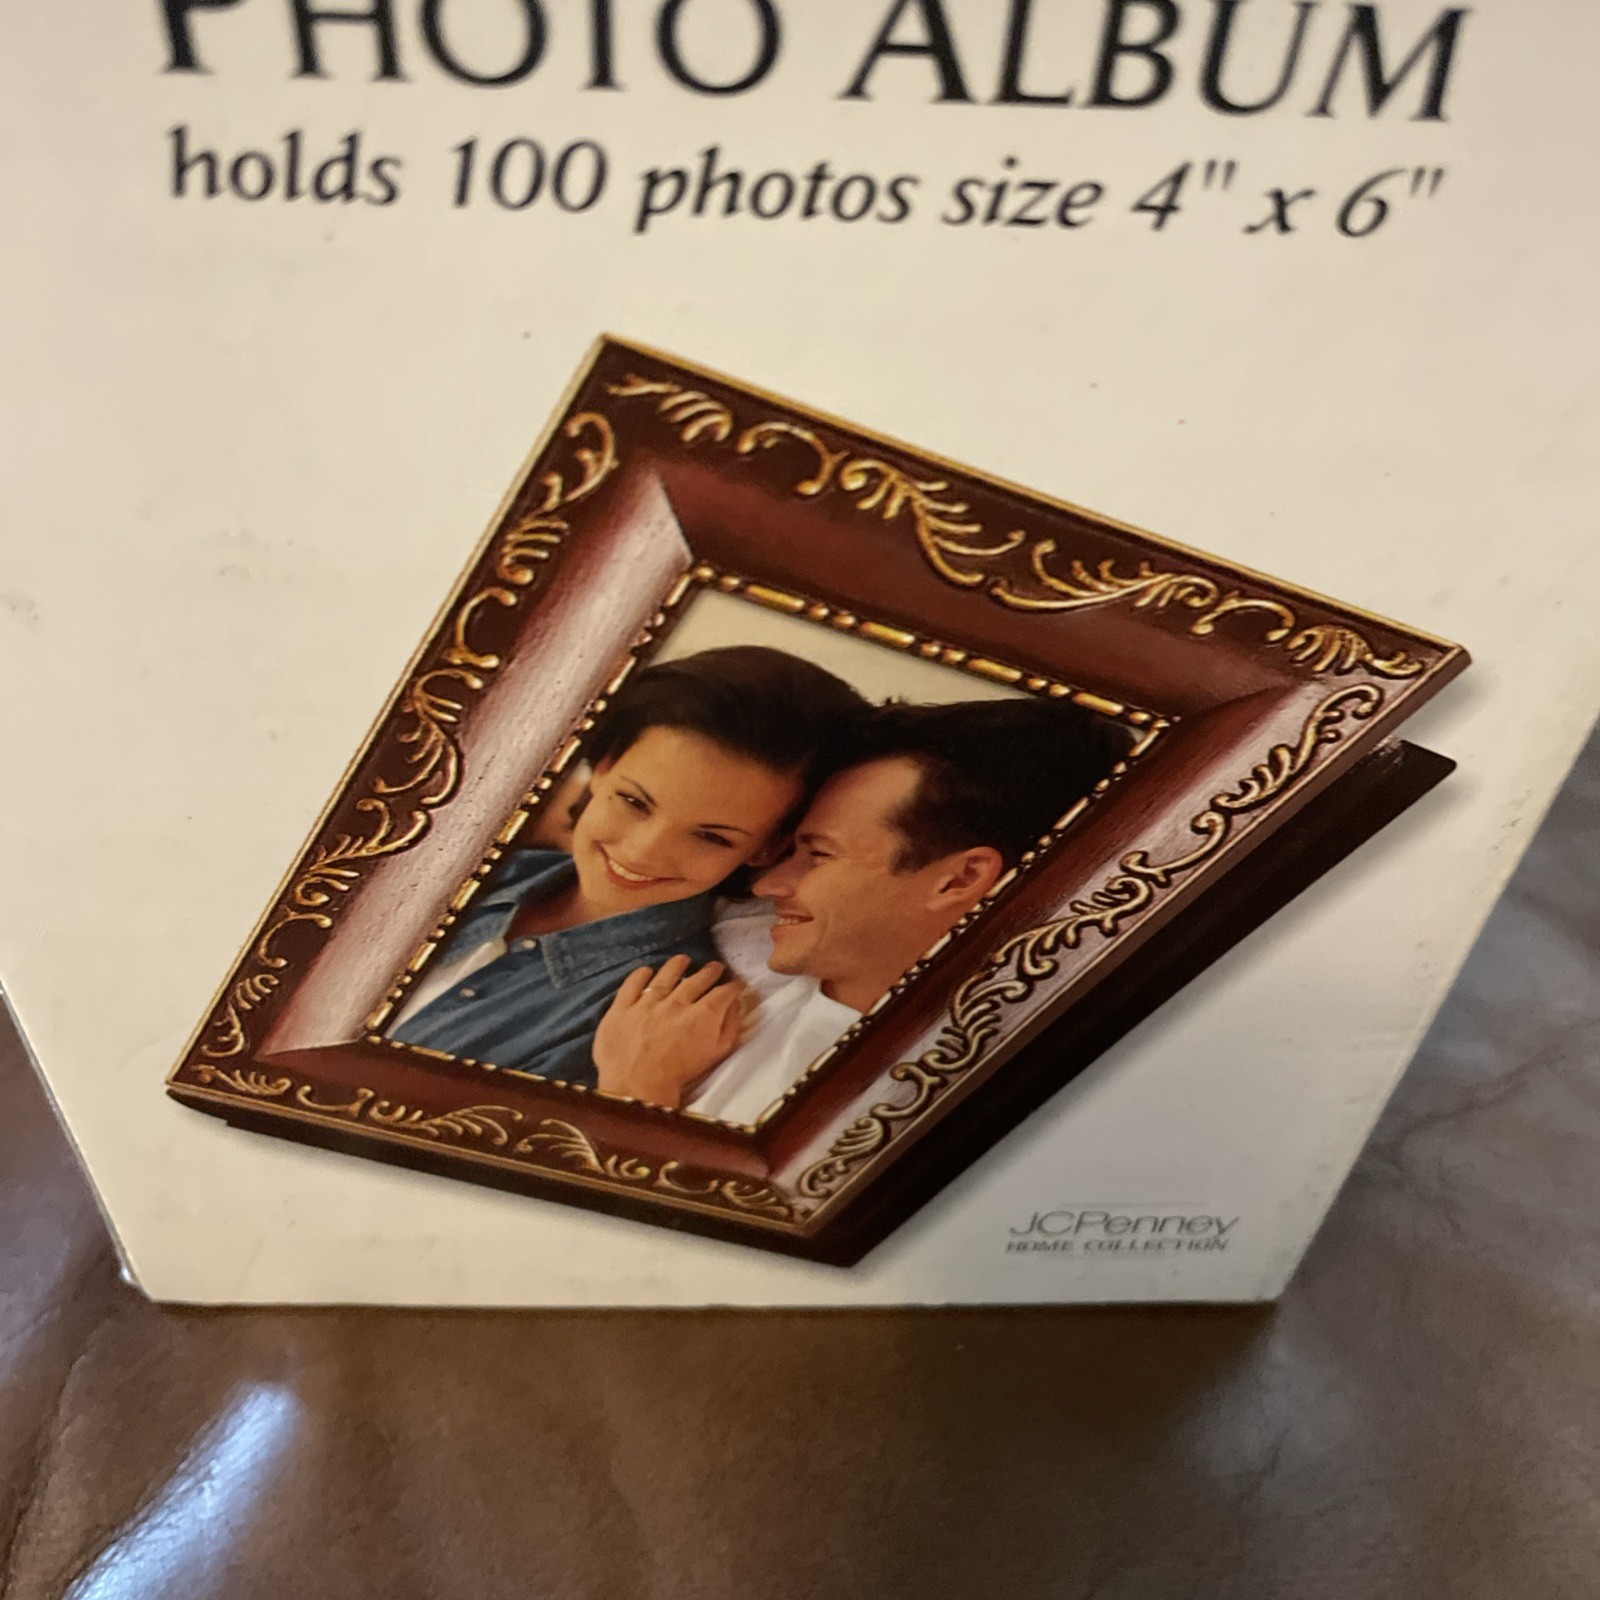 PHOTO ALBUM
holds 100 photos size 4" x 6"
JCPenney
HOME COLLECTION